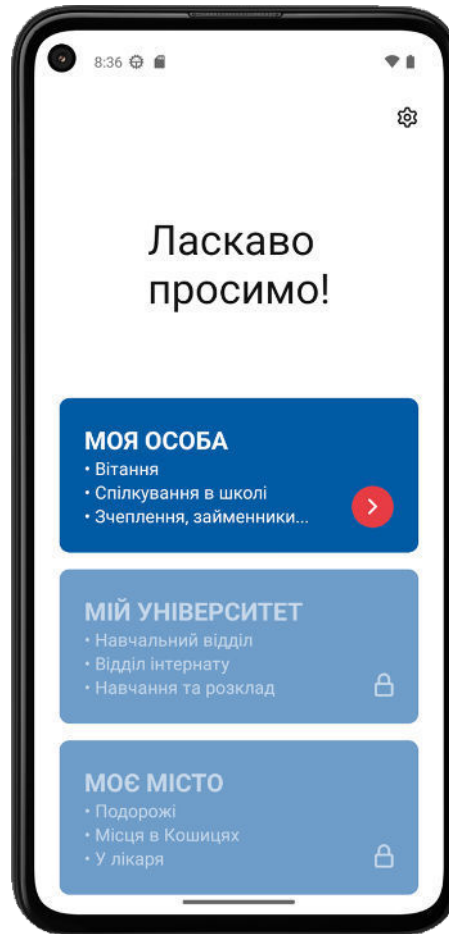 8:36
Ласкаво
просимо!
МОЯ ОСОБА
• Вітання
• Спілкування в школі
• Зчеплення, займенники...
МІЙ УНІВЕРСИТЕТ
• Навчальний відділ
• Відділ інтернату
• Навчання та розклад
МОЄ МІСТО
• Подорожі
• Місця в Кошицях
• У лікаря